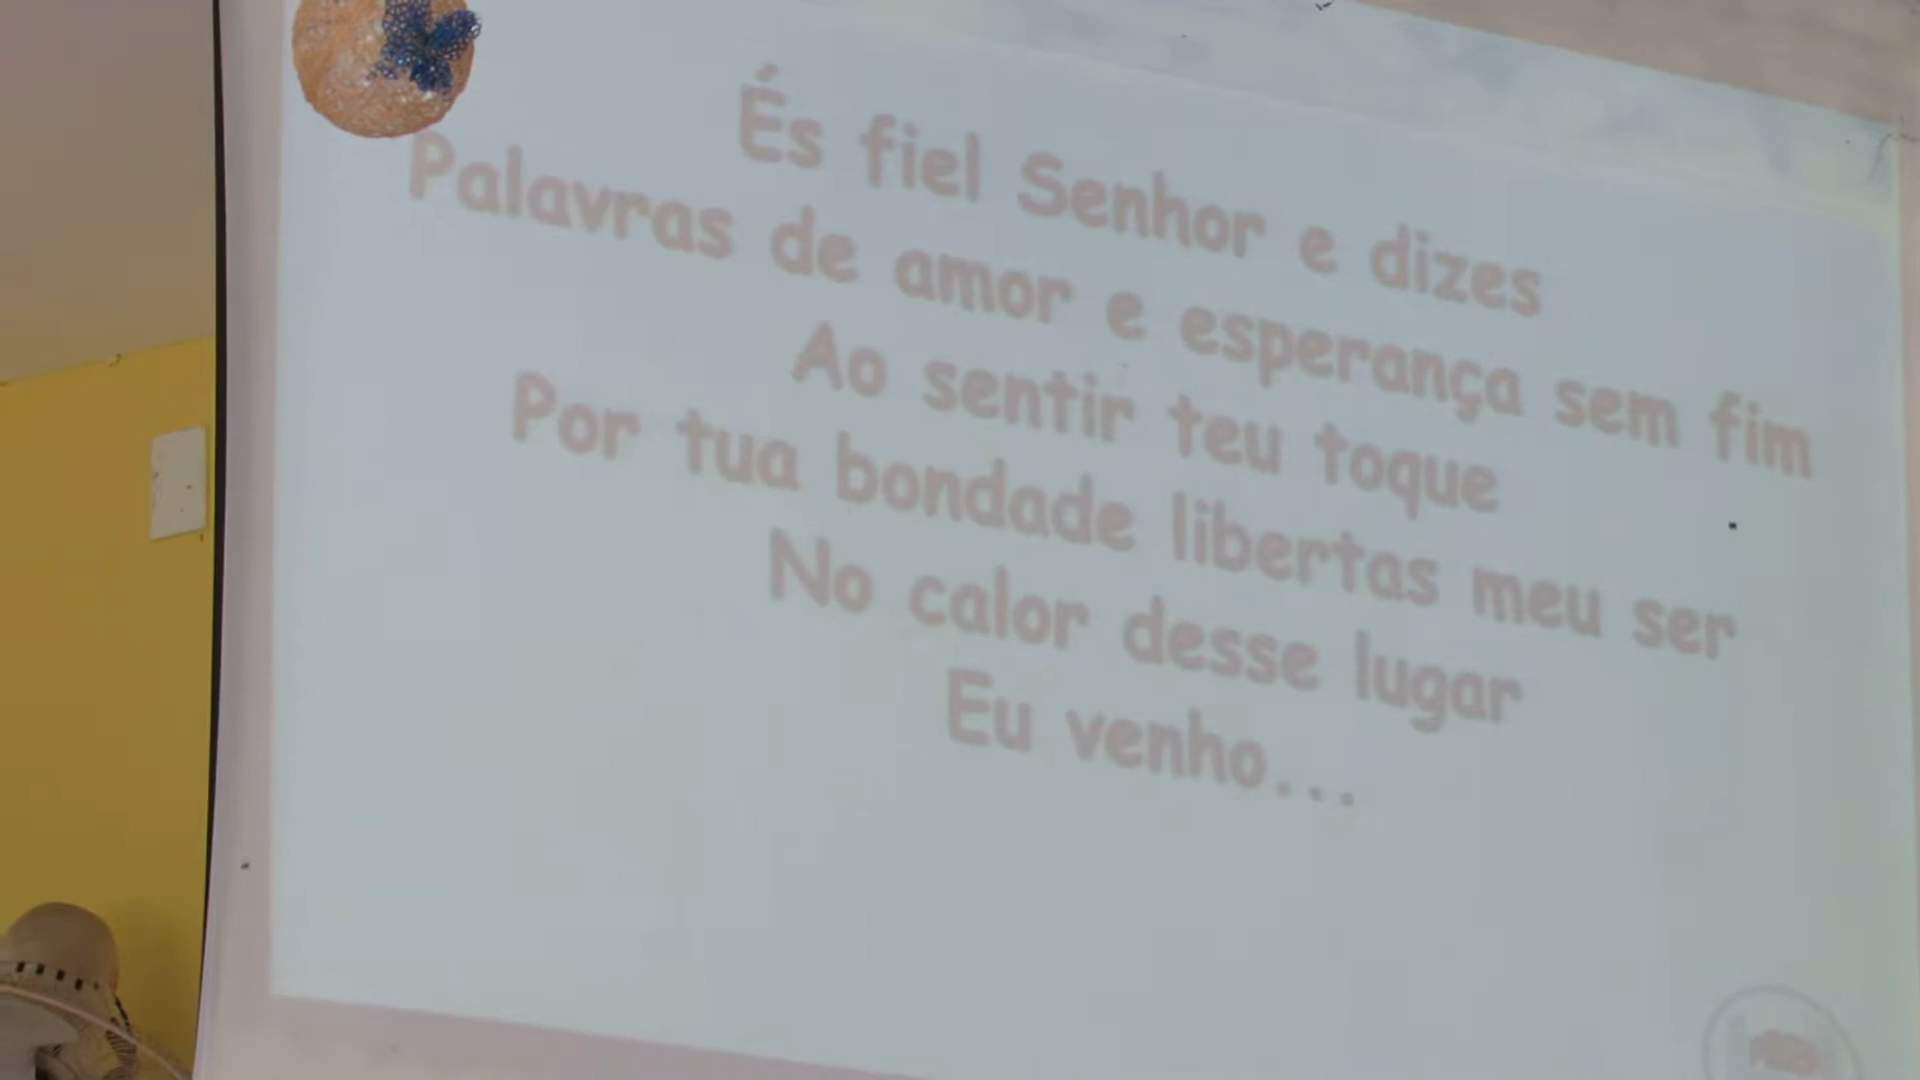 És fiel Senhor e dizes
Palavras de amor e esperança sem fim
Ao sentir teu toque
Por tua bondade libertas meu ser
No calor desse lugar
Eu venho...